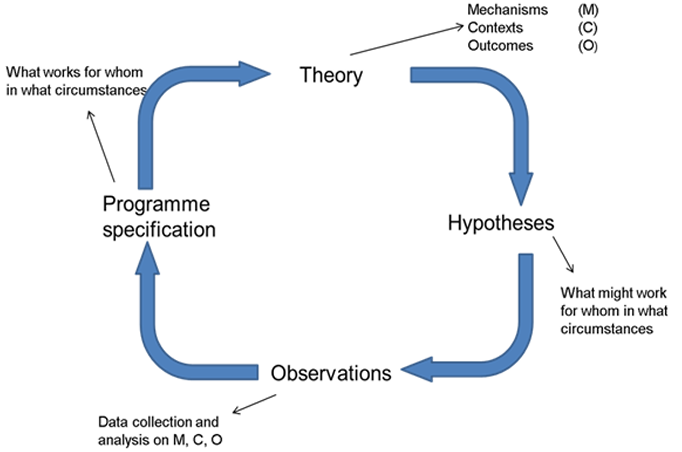 Mechanisms (M)
Contexts (C)
Outcomes (O)
What works for whom
in what circumstances
Theory
Programme
specification
Hypotheses
What might work
for whom in what
circumstances
Observations
Data collection and
analysis on M, C, O